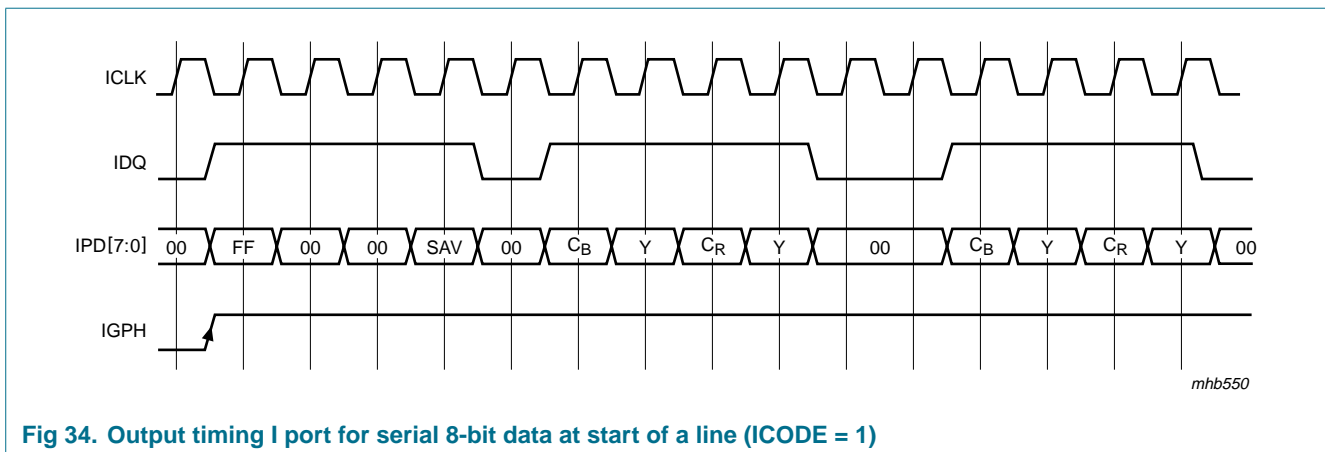 ICLK
IDQ
IPD[7:0] 00 FF 00 00 SAV 00 CB Y CR Y 00 CB Y CR Y 00
IGPH
mhb550
Fig 34. Output timing I port for serial 8-bit data at start of a line (ICODE = 1)